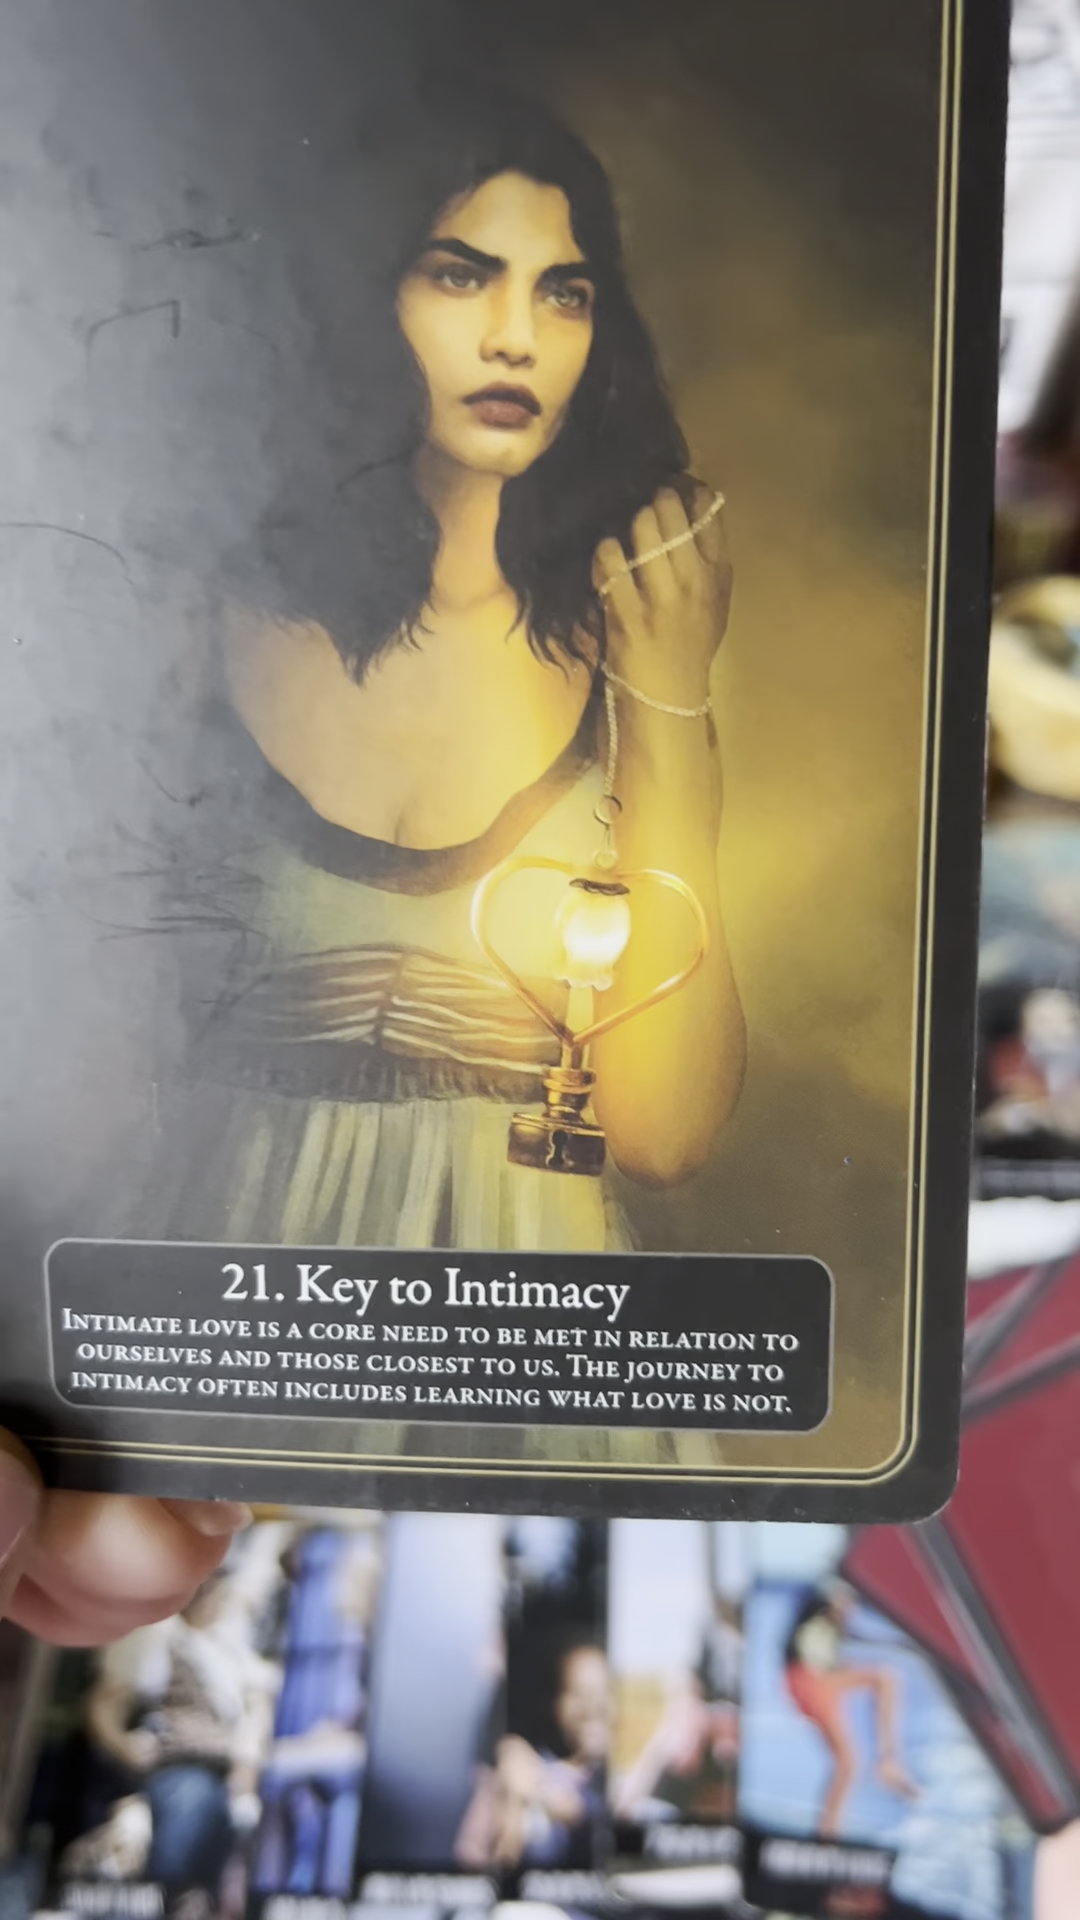 21. Key to Intimacy
Intimate love is a core need to be met in relation to
ourselves and those closest to us. The journey to
intimacy often includes learning what love is not.